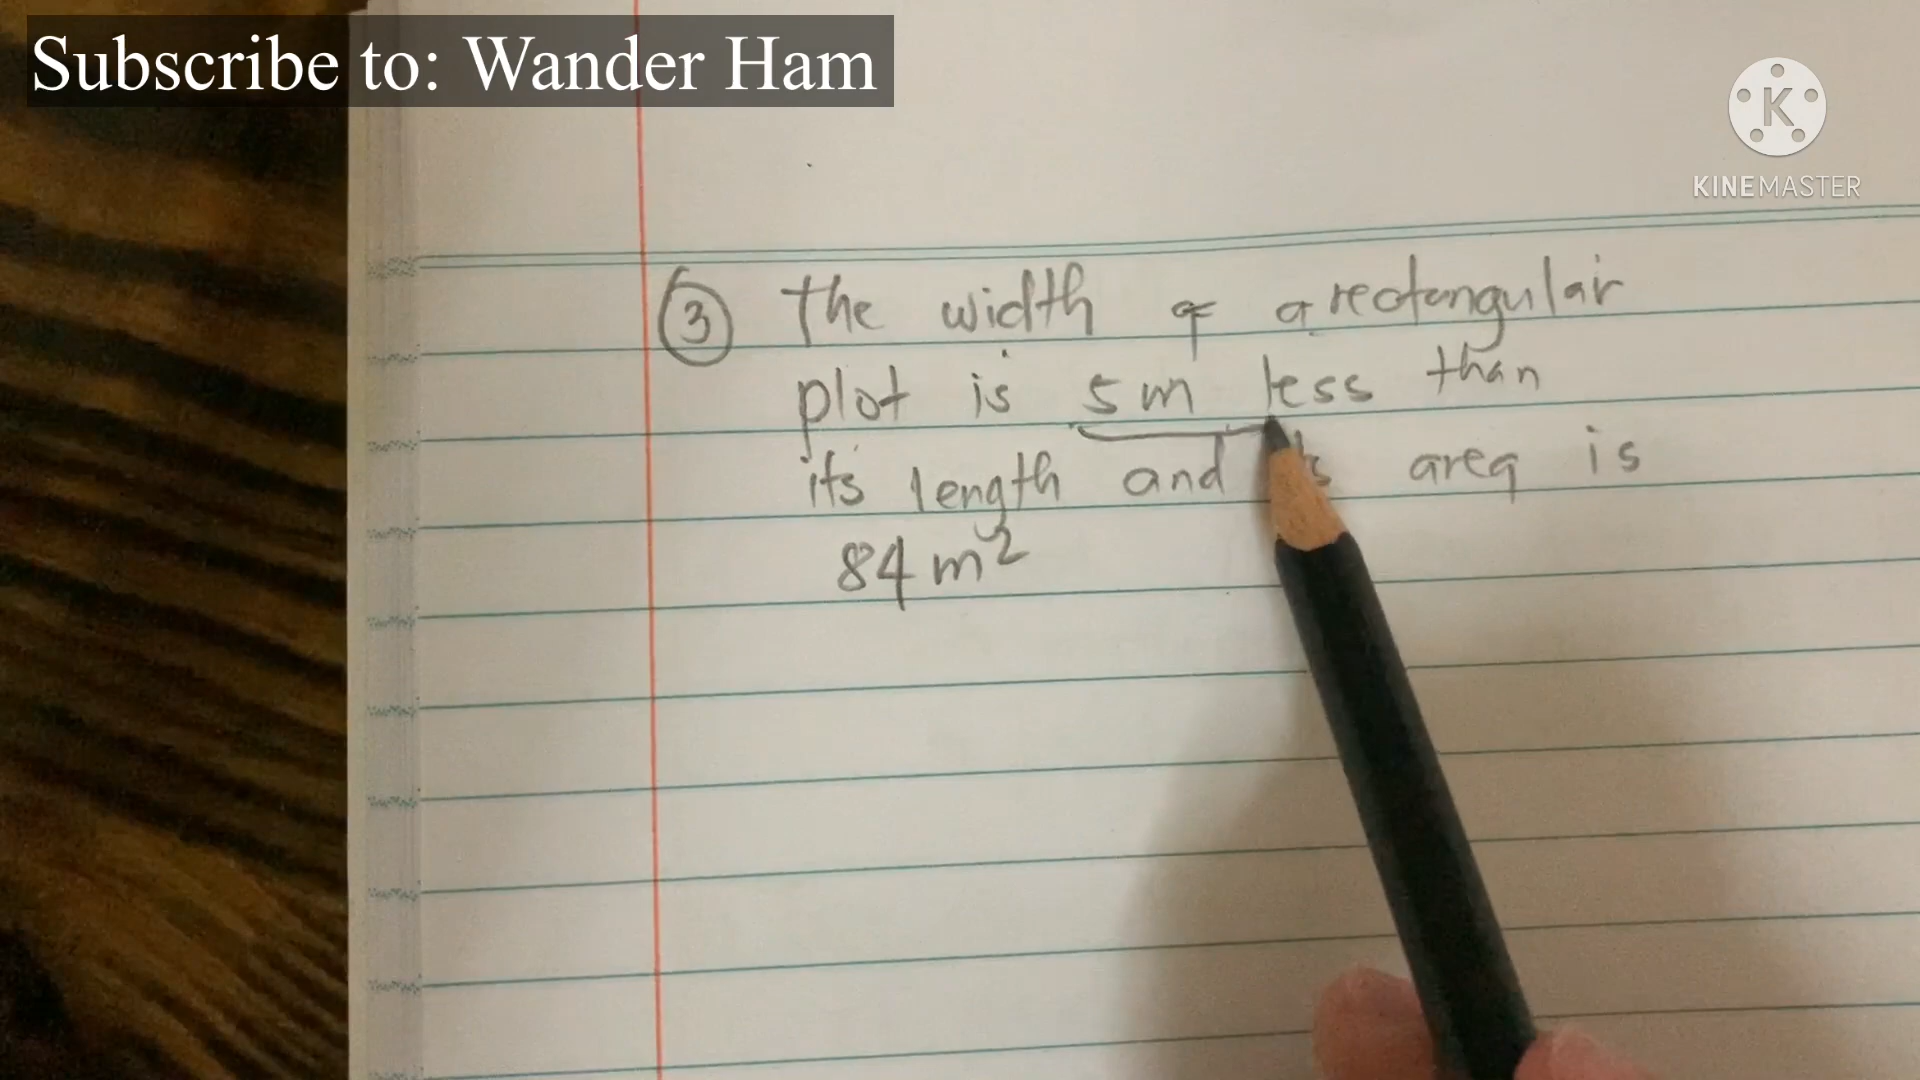 Subscribe to: Wander Ham
KINEMASTER
3 The width of a rectangular
plot is 5m less than
its length and its area is
84 m²